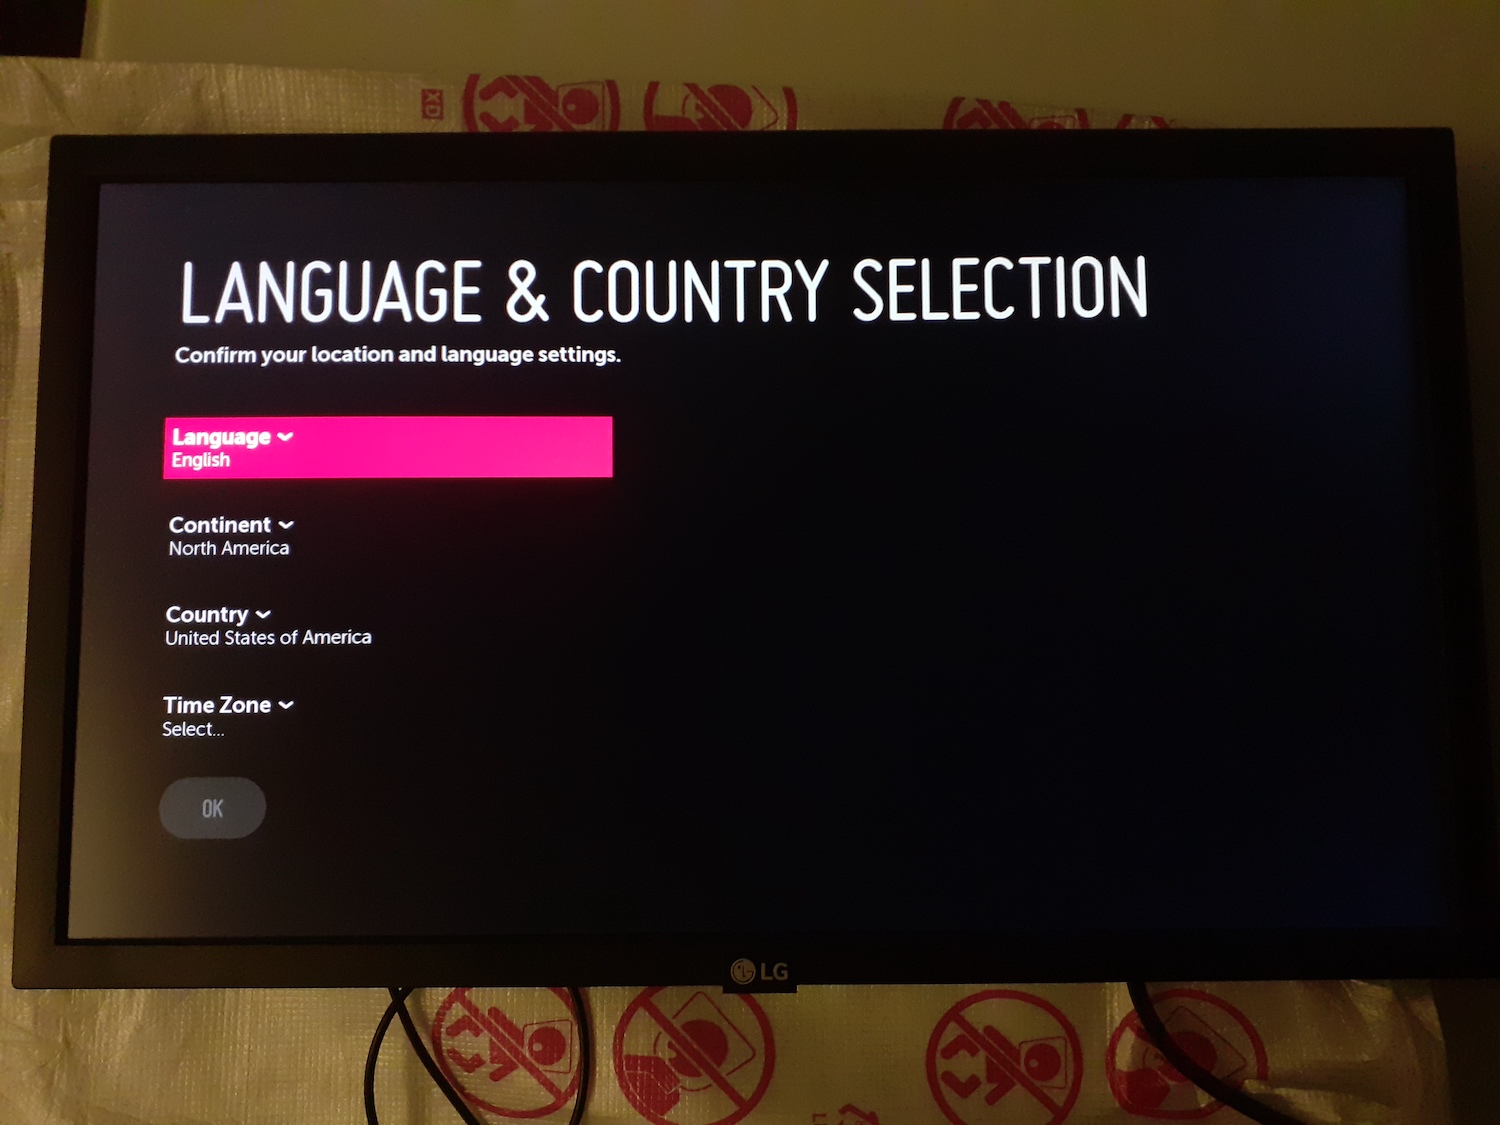 XD
LANGUAGE & COUNTRY SELECTION
Confirm your location and language settings.
Language
English
Continent
North America
Country
United States of America
Time Zone
Select...
OK
LG